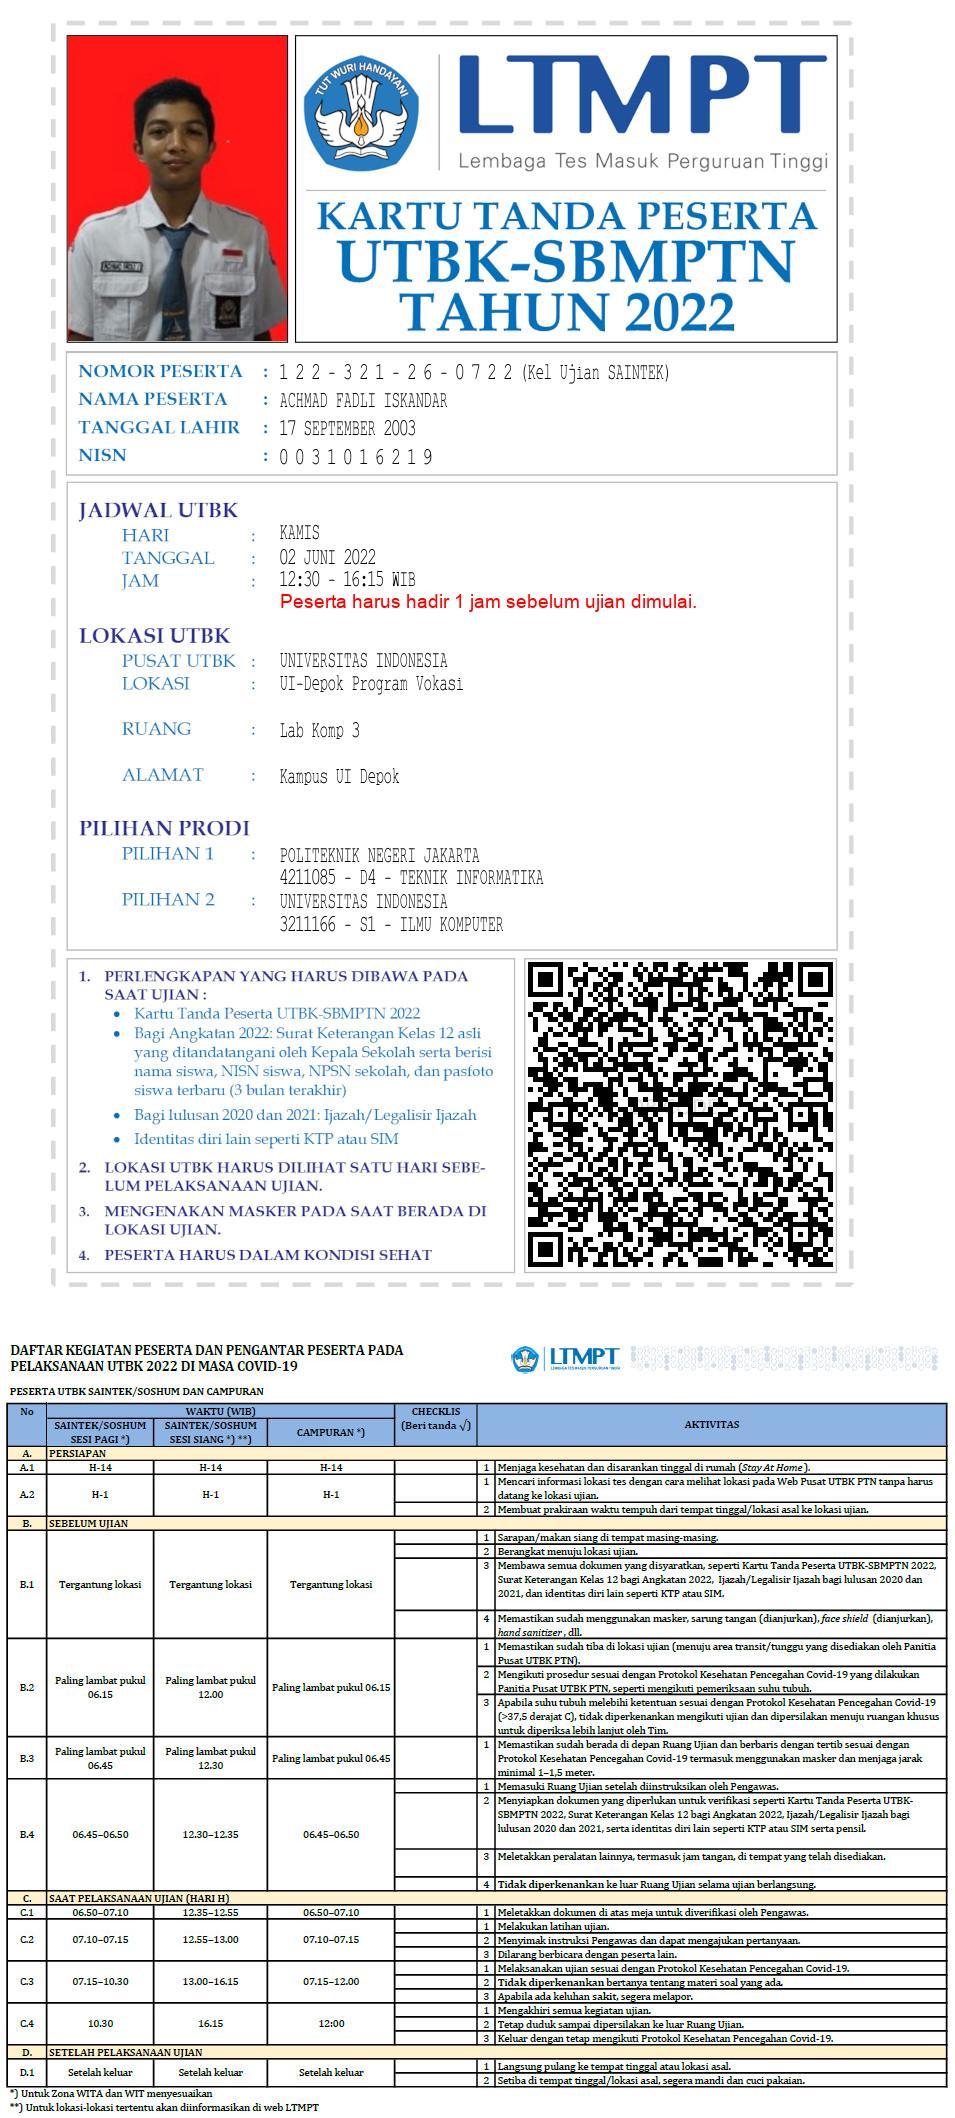 TUT WURI HANDAYANI
LTMPT
Lembaga Tes Masuk Perguruan Tinggi
KARTU TANDA PESERTA
UTBK-SBMPTN
TAHUN 2022
NOMOR PESERTA : 1 2 2 - 3 2 1 - 2 6 - 0 7 2 2 (Kel Ujian SAINTEK)
NAMA PESERTA : ACHMAD FADLI ISKANDAR
TANGGAL LAHIR : 17 SEPTEMBER 2003
NISN : 0 0 3 1 0 1 6 2 1 9
JADWAL UTBK
HARI : KAMIS
TANGGAL : 02 JUNI 2022
JAM : 12:30 - 16:15 WIB
Peserta harus hadir 1 jam sebelum ujian dimulai.
LOKASI UTBK
PUSAT UTBK : UNIVERSITAS INDONESIA
LOKASI : UI-Depok Program Vokasi
RUANG : Lab Komp 3
ALAMAT : Kampus UI Depok
PILIHAN PRODI
PILIHAN 1 : POLITEKNIK NEGERI JAKARTA
4211085 - D4 - TEKNIK INFORMATIKA
PILIHAN 2 : UNIVERSITAS INDONESIA
3211166 - S1 - ILMU KOMPUTER
1. PERLENGKAPAN YANG HARUS DIBAWA PADA
SAAT UJIAN :
• Kartu Tanda Peserta UTBK-SBMPTN 2022
• Bagi Angkatan 2022: Surat Keterangan Kelas 12 asli
yang ditandatangani oleh Kepala Sekolah serta berisi
nama siswa, NISN siswa, NPSN sekolah, dan pasfoto
siswa terbaru (3 bulan terakhir)
• Bagi lulusan 2020 dan 2021: Ijazah/Legalisir Ijazah
• Identitas diri lain seperti KTP atau SIM
2. LOKASI UTBK HARUS DILIHAT SATU HARI SEBE-
LUM PELAKSANAAN UJIAN.
3. MENGENAKAN MASKER PADA SAAT BERADA DI
LOKASI UJIAN.
4. PESERTA HARUS DALAM KONDISI SEHAT
DAFTAR KEGIATAN PESERTA DAN PENGANTAR PESERTA PADA
PELAKSANAAN UTBK 2022 DI MASA COVID-19
LTMPT
LEMBAGA TES MASUK PERGURUAN TINGGI
PESERTA UTBK SAINTEK/SOSHUM DAN CAMPURAN
No WAKTU (WIB) CHECKLIS (Beri tanda √) AKTIVITAS
SAINTEK/SOSHUM SESI PAGI *) SAINTEK/SOSHUM SESI SIANG *) **) CAMPURAN *)
A. PERSIAPAN
A.1 H-14 H-14 H-14 1 Menjaga kesehatan dan disarankan tinggal di rumah (Stay At Home).
A.2 H-1 H-1 H-1 1 Mencari informasi lokasi tes dengan cara melihat lokasi pada Web Pusat UTBK PTN tanpa harus
datang ke lokasi ujian.
2 Membuat prakiraan waktu tempuh dari tempat tinggal/lokasi asal ke lokasi ujian.
B. SEBELUM UJIAN
B.1 Tergantung lokasi Tergantung lokasi Tergantung lokasi 1 Sarapan/makan siang di tempat masing-masing.
2 Berangkat menuju lokasi ujian.
3 Membawa semua dokumen yang disyaratkan, seperti Kartu Tanda Peserta UTBK-SBMPTN 2022,
Surat Keterangan Kelas 12 bagi Angkatan 2022, Ijazah/Legalisir Ijazah bagi lulusan 2020 dan
2021, dan identitas diri lain seperti KTP atau SIM.
4 Memastikan sudah menggunakan masker, sarung tangan (dianjurkan), face shield (dianjurkan),
hand sanitizer, dll.
B.2 Paling lambat pukul 06.15 Paling lambat pukul 12.00 Paling lambat pukul 06.15 1 Memastikan sudah tiba di lokasi ujian (menuju area transit/tunggu yang disediakan oleh Panitia
Pusat UTBK PTN).
2 Mengikuti prosedur sesuai dengan Protokol Kesehatan Pencegahan Covid-19 yang dilakukan
Panitia Pusat UTBK PTN, seperti mengikuti pemeriksaan suhu tubuh.
3 Apabila suhu tubuh melebihi ketentuan sesuai dengan Protokol Kesehatan Pencegahan Covid-19
(>37,5 derajat C), tidak diperkenankan mengikuti ujian dan dipersilakan menuju ruangan khusus
untuk diperiksa lebih lanjut oleh Tim.
B.3 Paling lambat pukul 06.45 Paling lambat pukul 12.30 Paling lambat pukul 06.45 1 Memastikan sudah berada di depan Ruang Ujian dan berbaris dengan tertib sesuai dengan
Protokol Kesehatan Pencegahan Covid-19 termasuk menggunakan masker dan menjaga jarak
minimal 1–1,5 meter.
B.4 06.45–06.50 12.30–12.35 06.45–06.50 1 Memasuki Ruang Ujian setelah diinstruksikan oleh Pengawas.
2 Menyiapkan dokumen yang diperlukan untuk verifikasi seperti Kartu Tanda Peserta UTBK-
SBMPTN 2022, Surat Keterangan Kelas 12 bagi Angkatan 2022, Ijazah/Legalisir Ijazah bagi
lulusan 2020 dan 2021, serta identitas diri lain seperti KTP atau SIM serta pensil.
3 Meletakkan peralatan lainnya, termasuk jam tangan, di tempat yang telah disediakan.
4 Tidak diperkenankan ke luar Ruang Ujian selama ujian berlangsung.
C. SAAT PELAKSANAAN UJIAN (HARI H)
C.1 06.50–07.10 12.35–12.55 06.50–07.10 1 Meletakkan dokumen di atas meja untuk diverifikasi oleh Pengawas.
C.2 07.10–07.15 12.55–13.00 07.10–07.15 1 Melakukan latihan ujian.
2 Menyimak instruksi Pengawas dan dapat mengajukan pertanyaan.
3 Dilarang berbicara dengan peserta lain.
C.3 07.15–10.30 13.00–16.15 07.15–12.00 1 Melaksanakan ujian sesuai dengan Protokol Kesehatan Pencegahan Covid-19.
2 Tidak diperkenankan bertanya tentang materi soal yang ada.
3 Apabila ada keluhan sakit, segera melapor.
C.4 10.30 16.15 12:00 1 Mengakhiri semua kegiatan ujian.
2 Tetap duduk sampai dipersilakan ke luar Ruang Ujian.
3 Keluar dengan tetap mengikuti Protokol Kesehatan Pencegahan Covid-19.
D. SETELAH PELAKSANAAN UJIAN
D.1 Setelah keluar Setelah keluar Setelah keluar 1 Langsung pulang ke tempat tinggal atau lokasi asal.
2 Setiba di tempat tinggal/lokasi asal, segera mandi dan cuci pakaian.
*) Untuk Zona WITA dan WIT menyesuaikan
**) Untuk lokasi-lokasi tertentu akan diinformasikan di web LTMPT